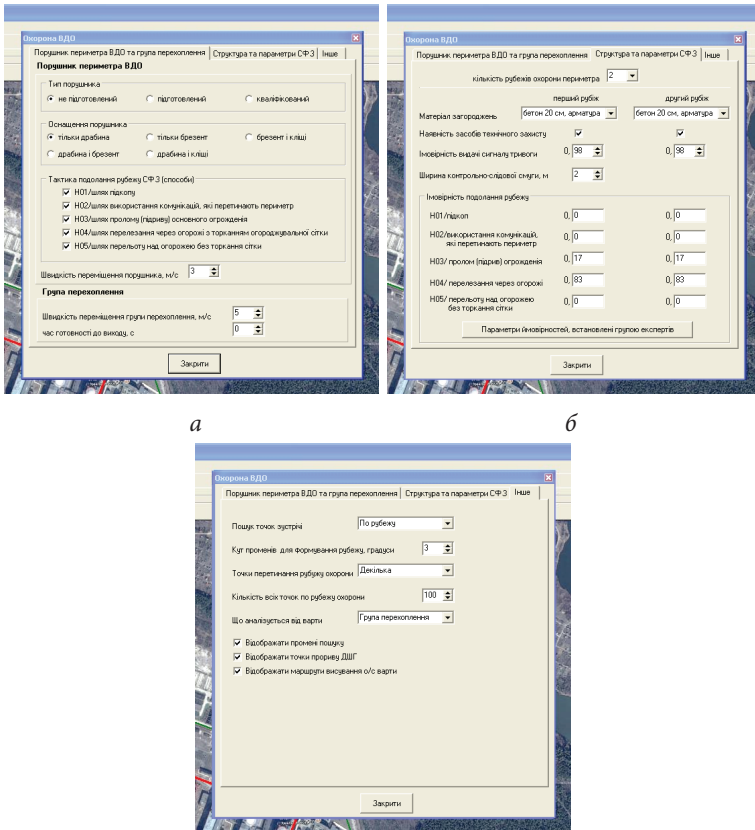 Охорона ВДО
Порушник периметра ВДО та група перехоплення Структура та параметри СФЗ Інше
Порушник периметра ВДО
Тип порушника
не підготовлений підготовлений кваліфікований
Оснащення порушника
тільки драбина тільки брезент брезент і кліщі
драбина і брезент драбина і кліщі
Тактика подолання рубежу СФЗ (способи)
Н01/шлях підкопу
Н02/шлях використання комунікацій, які перетинають периметр
Н03/шлях пролому (підриву) основного огородження
Н04/шлях перелезання через огорожі з торканням огороджувальної сітки
Н05/шлях перельоту над огорожею без торкання сітки
Швидкість переміщення порушника, м/с 3
Група перехоплення
Швидкість переміщення групи перехоплення, м/с 5
час готовності до виходу, с 0
Закрити
а
Охорона ВДО
Порушник периметра ВДО та група перехоплення Структура та параметри СФЗ Інше
кількість рубежів охорони периметра 2
перший рубіж другий рубіж
Матеріал загороджень бетон 20 см, арматура бетон 20 см, арматура
Наявність засобів технічного захисту
Імовірність видачі сигналу тривоги 0, 98 0, 98
Ширина контрольно-слідової смуги, м 2
Імовірність подолання рубежу
Н01/підкоп 0, 0 0, 0
Н02/використання комунікацій,
які перетинають периметр 0, 0 0, 0
Н03/ пролом (підрив) огрождення 0, 17 0, 17
Н04/ перелезання через огорожі 0, 83 0, 83
Н05/ перельоту над огорожею
без торкання сітки 0, 0 0, 0
Параметри ймовірностей, встановлені групою експертів
Закрити
б
Охорона ВДО
Порушник периметра ВДО та група перехоплення Структура та параметри СФЗ Інше
Пошук точок зустрічі По рубежу
Кут променів для формування рубежу, градуси 3
Точки перетинання рубужу охорони Декілька
Кількість всіх точок по рубежу охорони 100
Що аналізується від варти Група перехоплення
Відображати промені пошуку
Відображати точки прориву ДШГ
Відображати маршрути висування о/с варти
Закрити